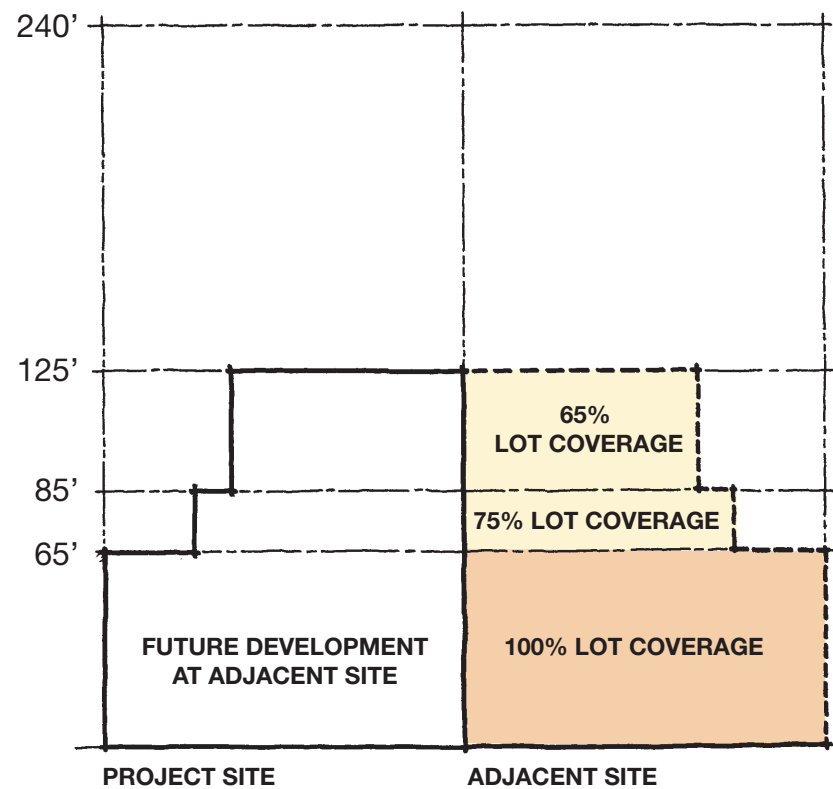 240’
125’
65%
LOT COVERAGE
85’
75% LOT COVERAGE
65’
FUTURE DEVELOPMENT
AT ADJACENT SITE
100% LOT COVERAGE
PROJECT SITE
ADJACENT SITE